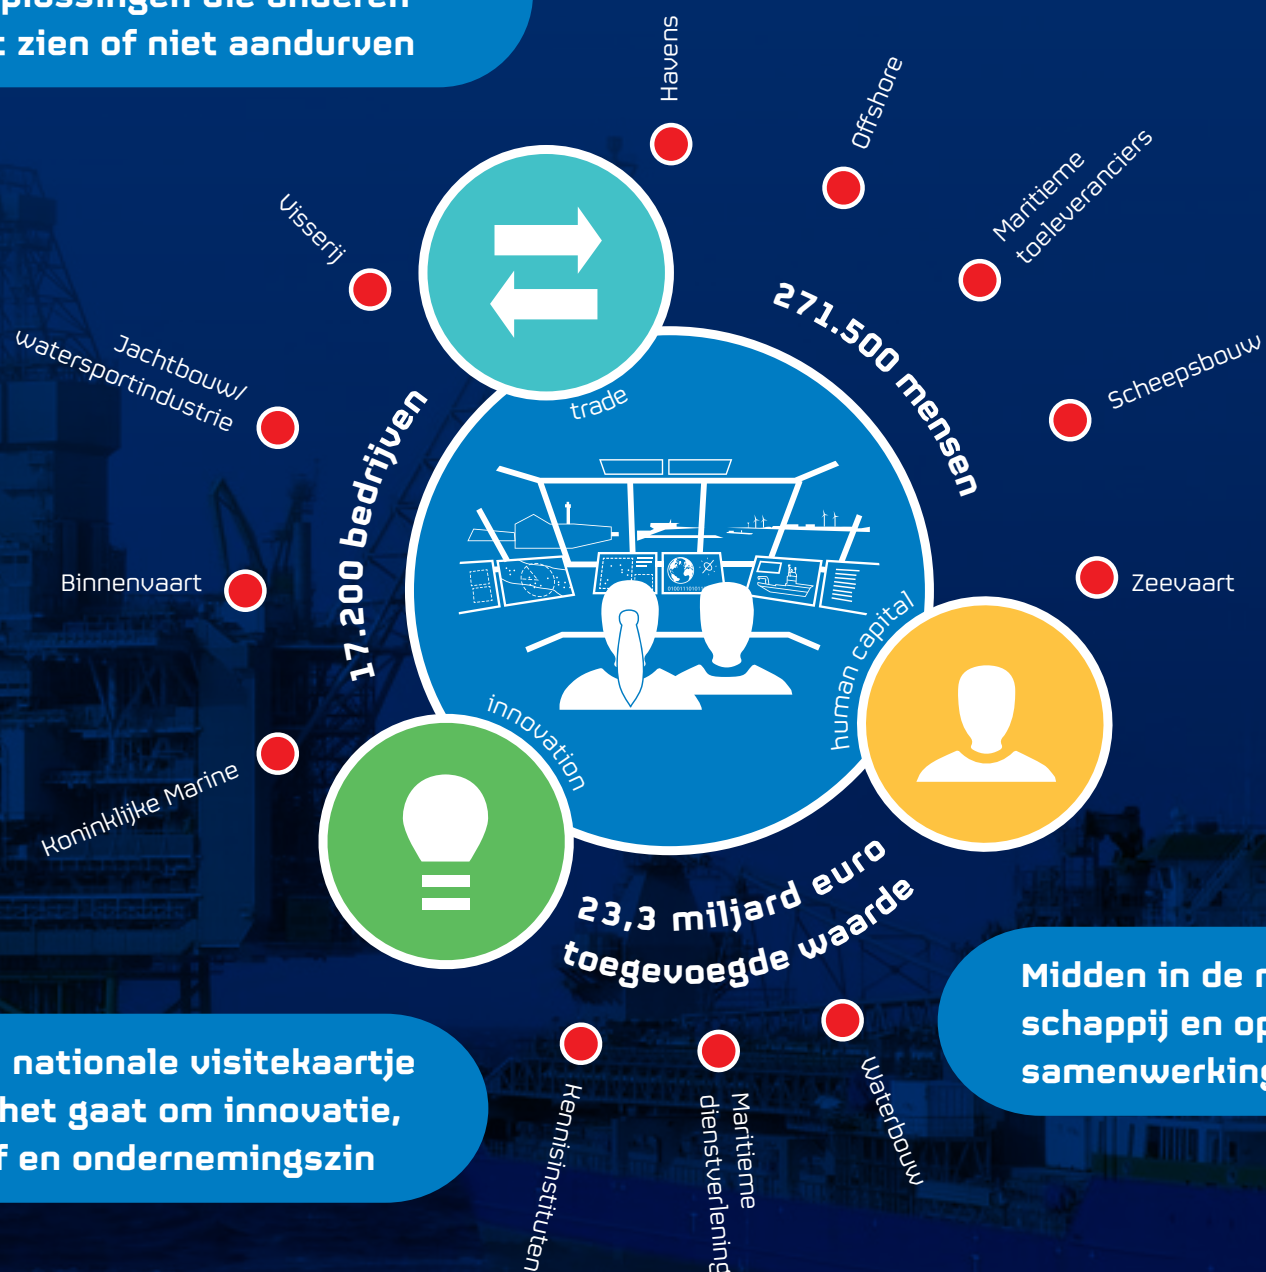 zien of niet aandurven
Havens
Offshore
Maritieme
toeleveranciers
Scheepsbouw
Zeevaart
Visserij
Jachtbouw/
watersportindustrie
Binnenvaart
Koninklijke Marine
271.500 mensen
17.200 bedrijven
trade
human capital
innovation
23,3 miljard euro
toegevoegde waarde
Midden in de
schappij en op
samenwerking
nationale visitekaartje
het gaat om innovatie,
en ondernemingszin
Kennisinstituten
Maritieme
dienstverlening
Waterbouw